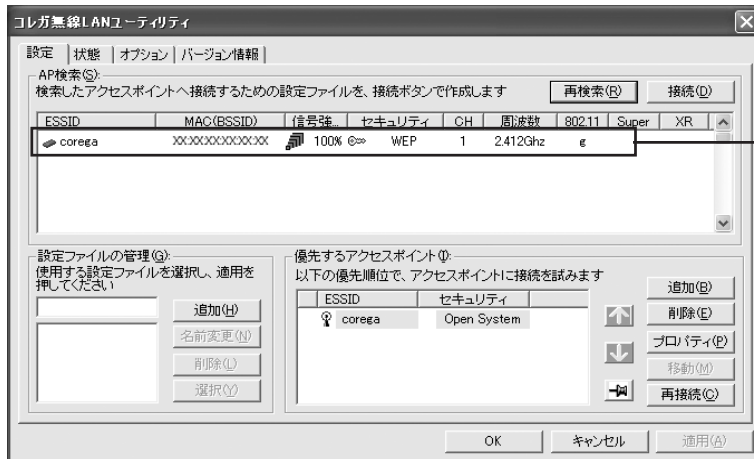 コレガ無線LANユーティリティ
設定 状態 オプション バージョン情報
AP検索(S):
検索したアクセスポイントへ接続するための設定ファイルを、接続ボタンで作成します 再検索(R) 接続(D)
ESSID MAC(BSSID) 信号強... セキュリティ CH 周波数 802.11 Super XR
corega XX:XX:XX:XX:XX:XX 100% WEP 1 2.412Ghz g
設定ファイルの管理(G):
使用する設定ファイルを選択し、適用を
押してください
追加(H)
名前変更(N)
削除(L)
選択(Y)
優先するアクセスポイント(I):
以下の優先順位で、アクセスポイントに接続を試みます
ESSID セキュリティ
corega Open System
追加(B)
削除(E)
プロパティ(P)
移動(M)
再接続(C)
OK キャンセル 適用(A)